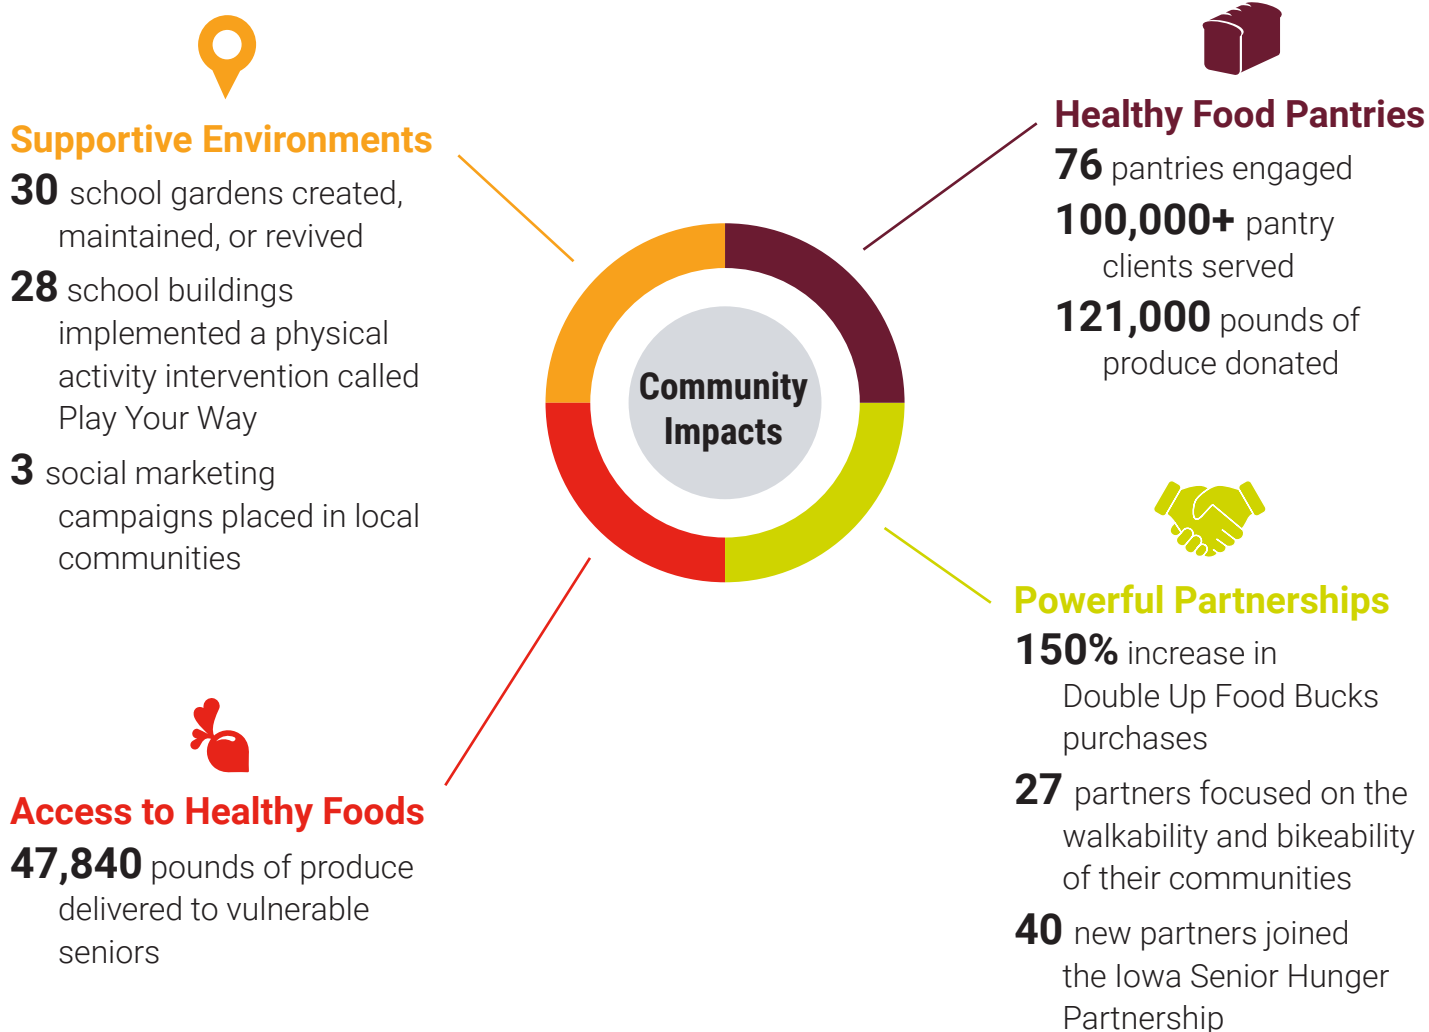 Supportive Environments
30 school gardens created,
maintained, or revived
28 school buildings
implemented a physical
activity intervention called
Play Your Way
3 social marketing
campaigns placed in local
communities
Healthy Food Pantries
76 pantries engaged
100,000+ pantry
clients served
121,000 pounds of
produce donated
Community
Impacts
Access to Healthy Foods
47,840 pounds of produce
delivered to vulnerable
seniors
Powerful Partnerships
150% increase in
Double Up Food Bucks
purchases
27 partners focused on the
walkability and bikeability
of their communities
40 new partners joined
the Iowa Senior Hunger
Partnership